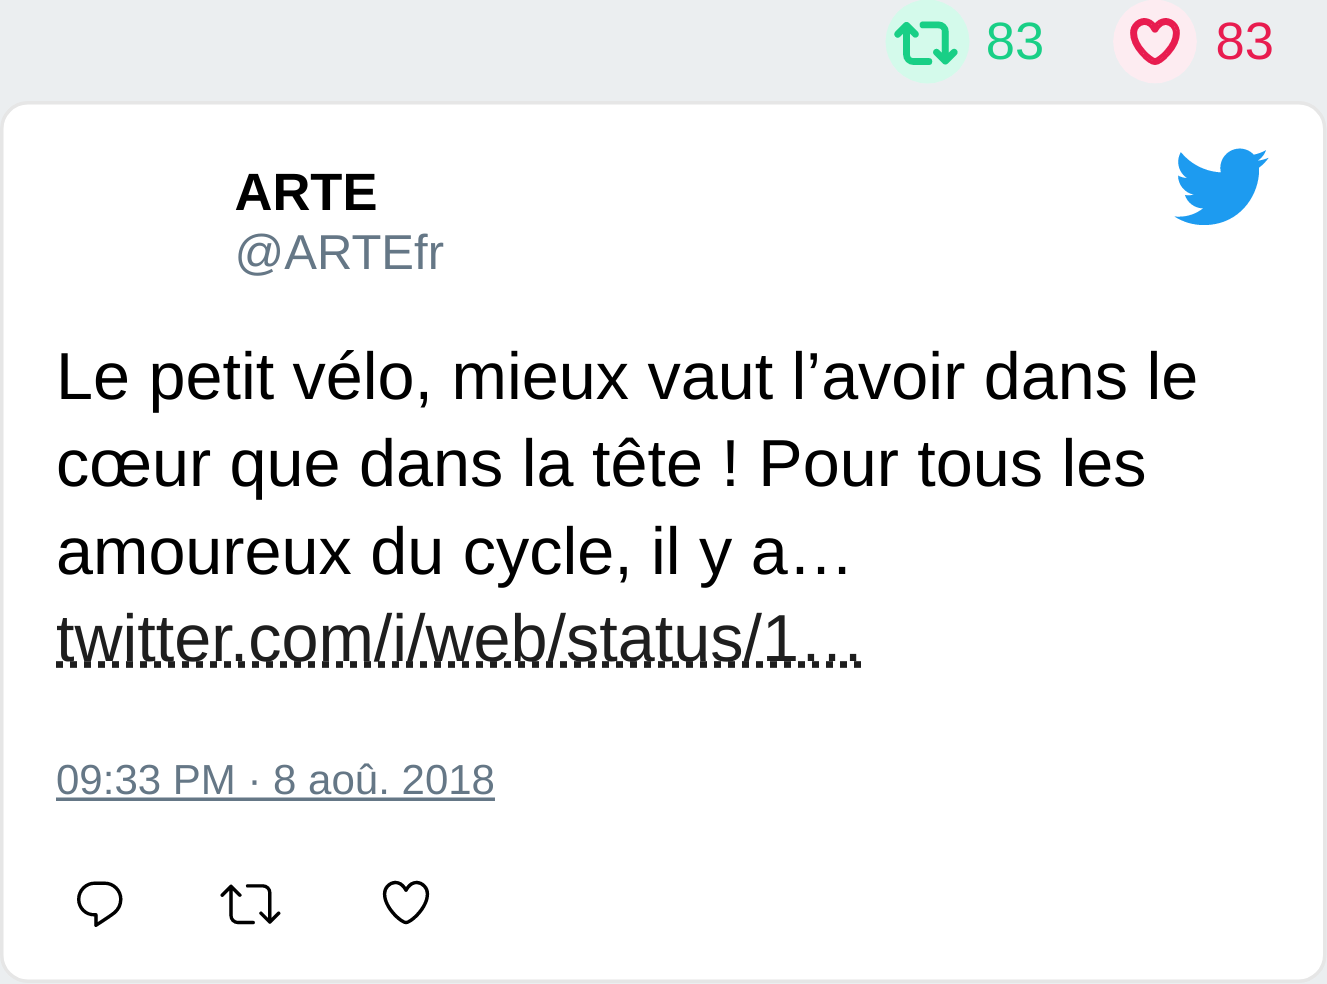 83 83
ARTE
@ARTEfr
Le petit vélo, mieux vaut l’avoir dans le
cœur que dans la tête ! Pour tous les
amoureux du cycle, il y a…
twitter.com/i/web/status/1…
09:33 PM · 8 aoû. 2018